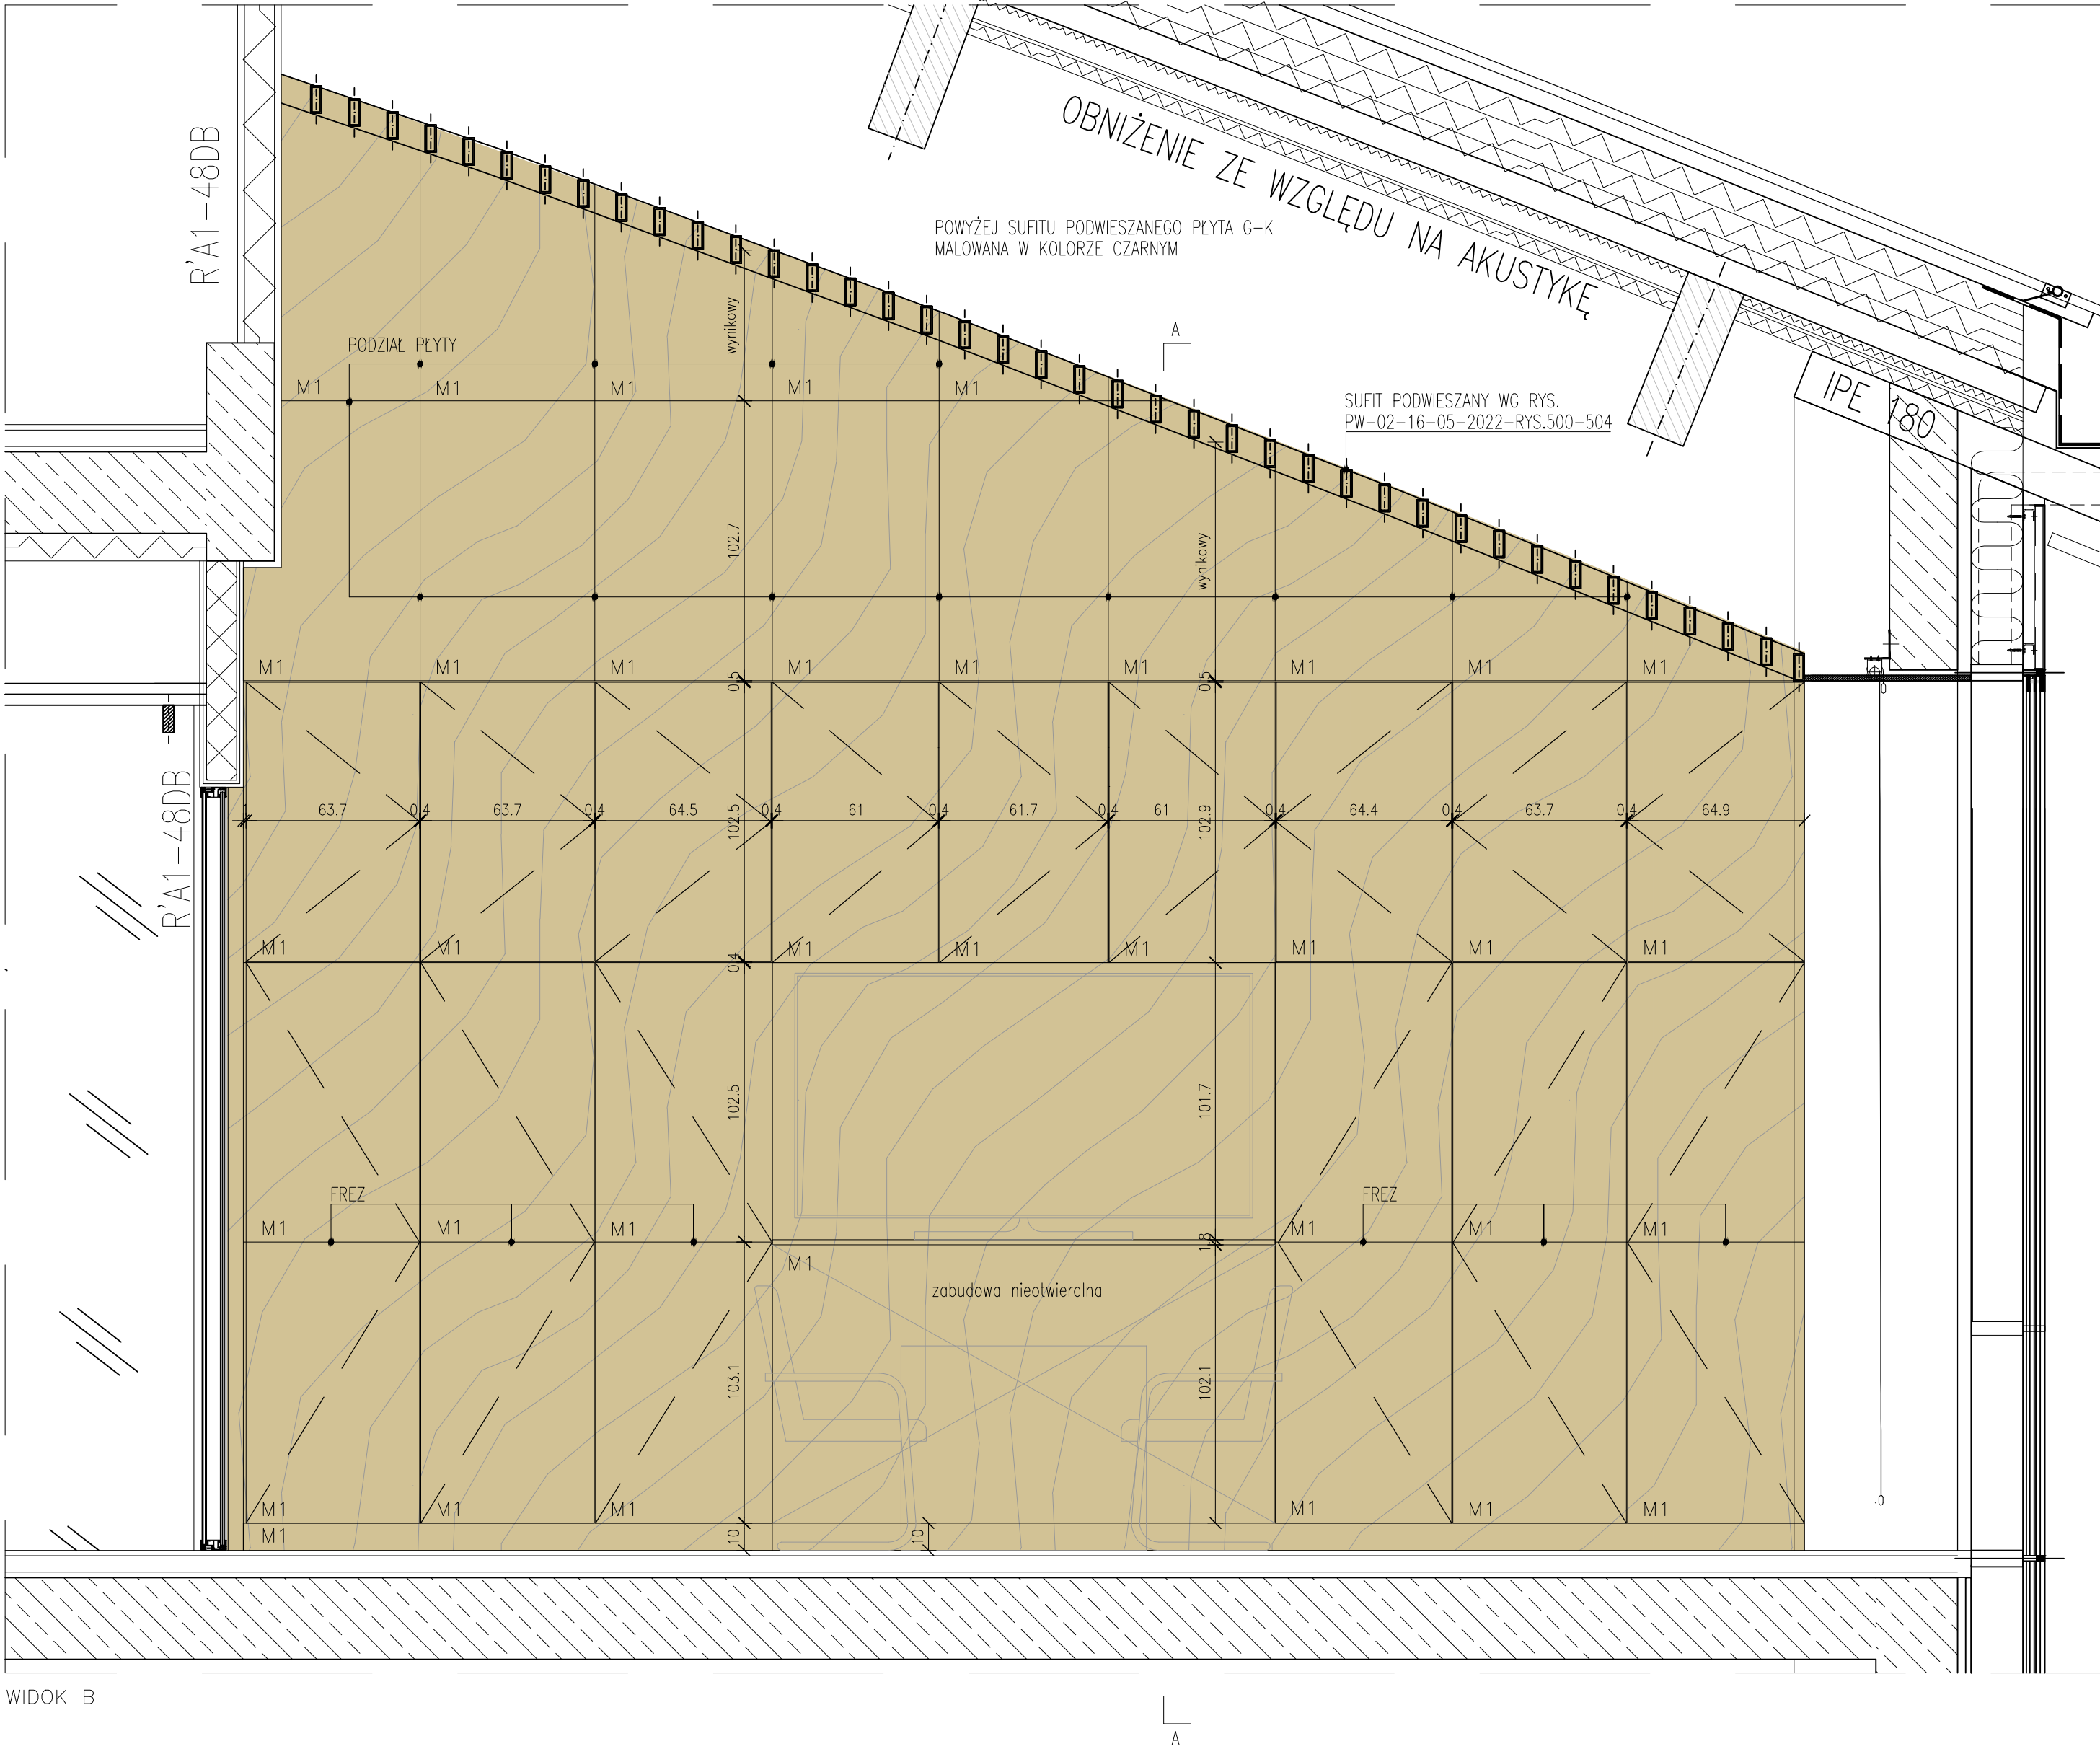 R'A1-48DB
OBNIŻENIE ZE WZGLĘDU NA AKUSTYKĘ
POWYŻEJ SUFITU PODWIESZANEGO PŁYTA G-K
MALOWANA W KOLORZE CZARNYM
wynikowy
A
PODZIAŁ PŁYTY
M1 M1 M1 M1 M1
SUFIT PODWIESZANY WG RYS.
PW-02-16-05-2022-RYS.500-504
IPE 180
102.7
wynikowy
M1 M1 M1 M1 M1 M1 M1 M1 M1
0.5 0.5
R'A1-48DB
1 63.7 0.4 63.7 0.4 64.5 0.4 61 0.4 61.7 0.4 61 0.4 64.4 0.4 63.7 0.4 64.9
102.5 102.9
M1 M1 M1 M1 M1 M1 M1 M1 M1
0.4
102.5 101.7
FREZ FREZ
M1 M1 M1 M1 M1 M1
1.8
M1
zabudowa nieotwieralna
103.1 102.1
M1 M1 M1 M1 M1 M1
M1
10 10
WIDOK B
A